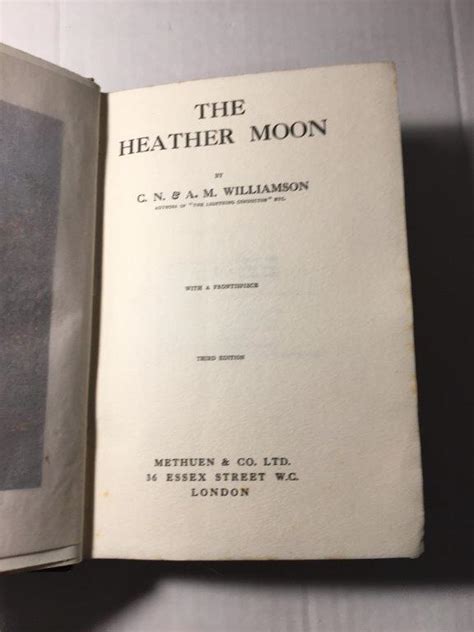 THE
HEATHER MOON
BY
C. N. & A. M. WILLIAMSON
AUTHORS OF "THE LIGHTNING CONDUCTOR" ETC.
WITH A FRONTISPIECE
THIRD EDITION
METHUEN & CO. LTD.
36 ESSEX STREET W.C.
LONDON